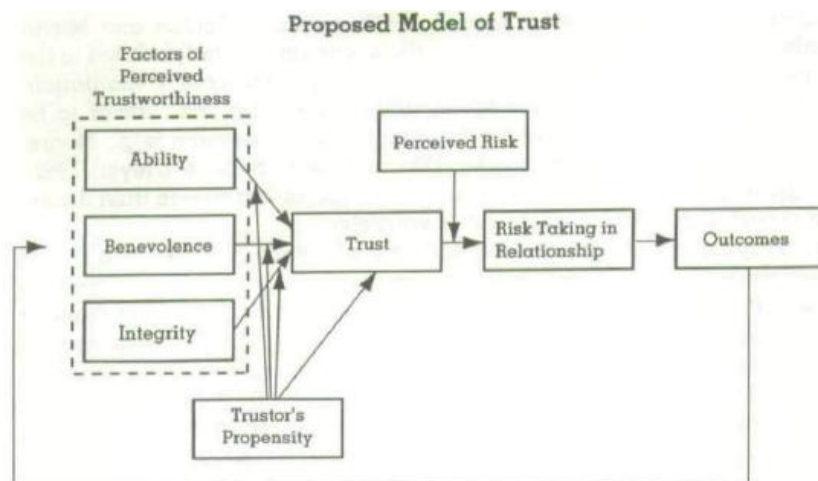 Proposed Model of Trust
Factors of
Perceived
Trustworthiness
Ability
Benevolence
Integrity
Trustor's
Propensity
Trust
Perceived Risk
Risk Taking in
Relationship
Outcomes